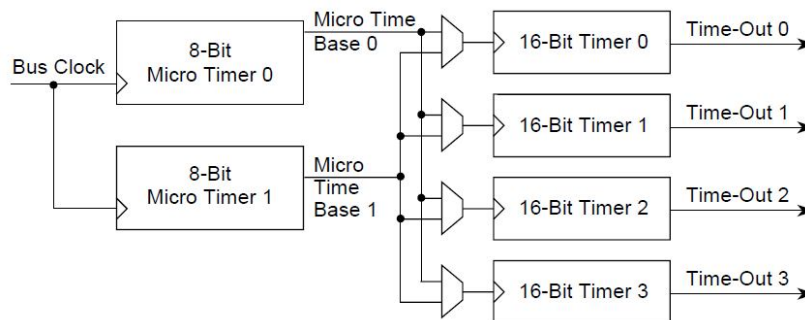 Bus Clock
8-Bit
Micro Timer 0
Micro Time
Base 0
16-Bit Timer 0
Time-Out 0
16-Bit Timer 1
Time-Out 1
8-Bit
Micro Timer 1
Micro
Time
Base 1
16-Bit Timer 2
Time-Out 2
16-Bit Timer 3
Time-Out 3